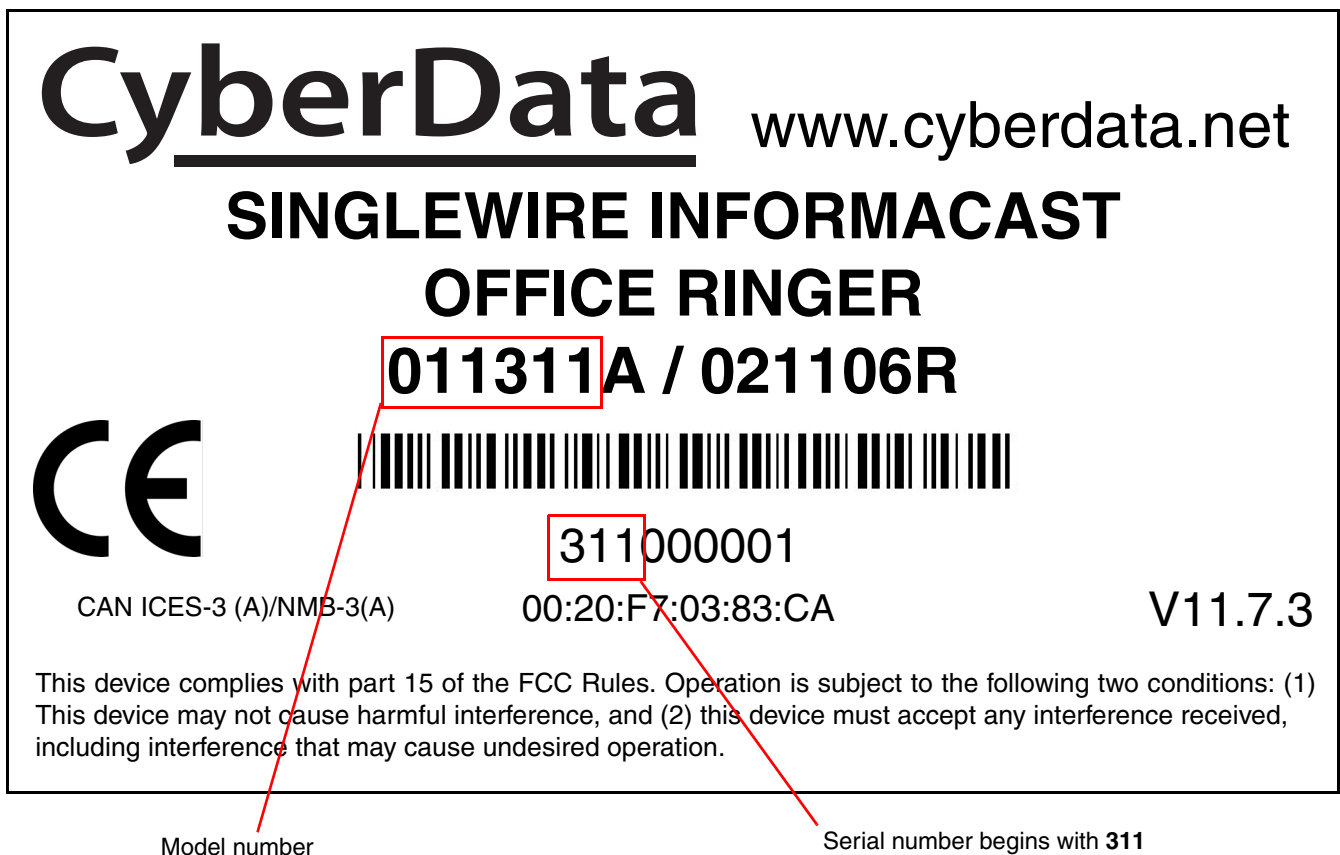 CyberData www.cyberdata.net
SINGLEWIRE INFORMACAST
OFFICE RINGER
011311A / 021106R
CE
311000001
CAN ICES-3 (A)/NMB-3(A) 00:20:F7:03:83:CA V11.7.3
This device complies with part 15 of the FCC Rules. Operation is subject to the following two conditions: (1)
This device may not cause harmful interference, and (2) this device must accept any interference received,
including interference that may cause undesired operation.
Model number Serial number begins with 311